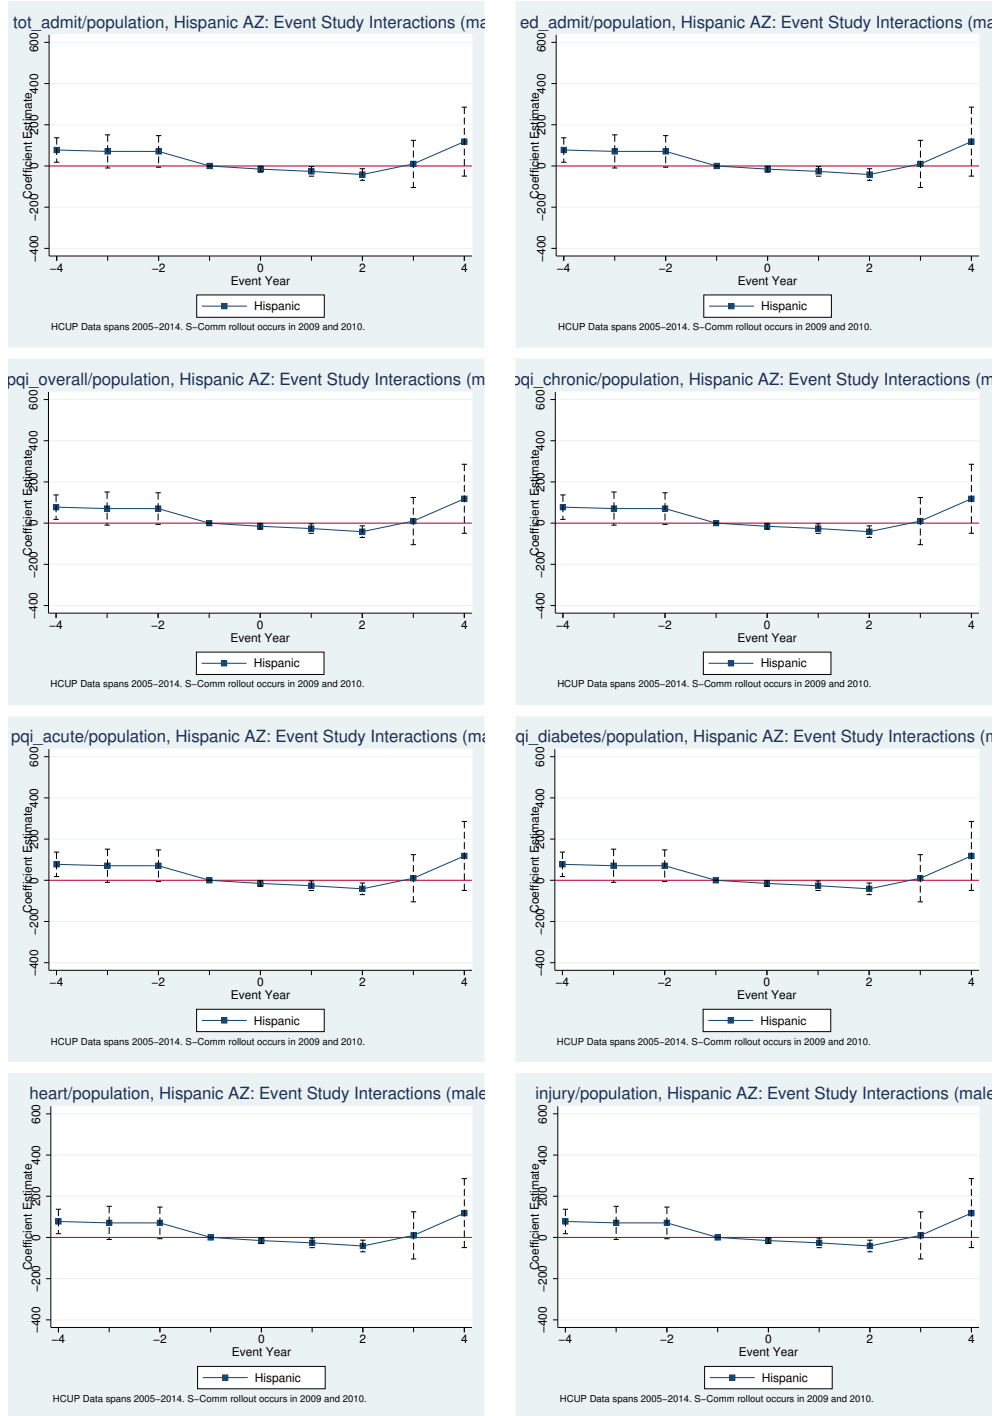 tot_admit/population, Hispanic AZ: Event Study Interactions (ma
Coefficient Estimate
600
400
200
0
−200
−400
−4
−2
0
2
4
Event Year
Hispanic
HCUP Data spans 2005−2014. S−Comm rollout occurs in 2009 and 2010.
ed_admit/population, Hispanic AZ: Event Study Interactions (ma
Coefficient Estimate
600
400
200
0
−200
−400
−4
−2
0
2
4
Event Year
Hispanic
HCUP Data spans 2005−2014. S−Comm rollout occurs in 2009 and 2010.
pqi_overall/population, Hispanic AZ: Event Study Interactions (m
Coefficient Estimate
600
400
200
0
−200
−400
−4
−2
0
2
4
Event Year
Hispanic
HCUP Data spans 2005−2014. S−Comm rollout occurs in 2009 and 2010.
pqi_chronic/population, Hispanic AZ: Event Study Interactions (m
Coefficient Estimate
600
400
200
0
−200
−400
−4
−2
0
2
4
Event Year
Hispanic
HCUP Data spans 2005−2014. S−Comm rollout occurs in 2009 and 2010.
pqi_acute/population, Hispanic AZ: Event Study Interactions (ma
Coefficient Estimate
600
400
200
0
−200
−400
−4
−2
0
2
4
Event Year
Hispanic
HCUP Data spans 2005−2014. S−Comm rollout occurs in 2009 and 2010.
qi_diabetes/population, Hispanic AZ: Event Study Interactions (m
Coefficient Estimate
600
400
200
0
−200
−400
−4
−2
0
2
4
Event Year
Hispanic
HCUP Data spans 2005−2014. S−Comm rollout occurs in 2009 and 2010.
heart/population, Hispanic AZ: Event Study Interactions (male
Coefficient Estimate
600
400
200
0
−200
−400
−4
−2
0
2
4
Event Year
Hispanic
HCUP Data spans 2005−2014. S−Comm rollout occurs in 2009 and 2010.
injury/population, Hispanic AZ: Event Study Interactions (male
Coefficient Estimate
600
400
200
0
−200
−400
−4
−2
0
2
4
Event Year
Hispanic
HCUP Data spans 2005−2014. S−Comm rollout occurs in 2009 and 2010.